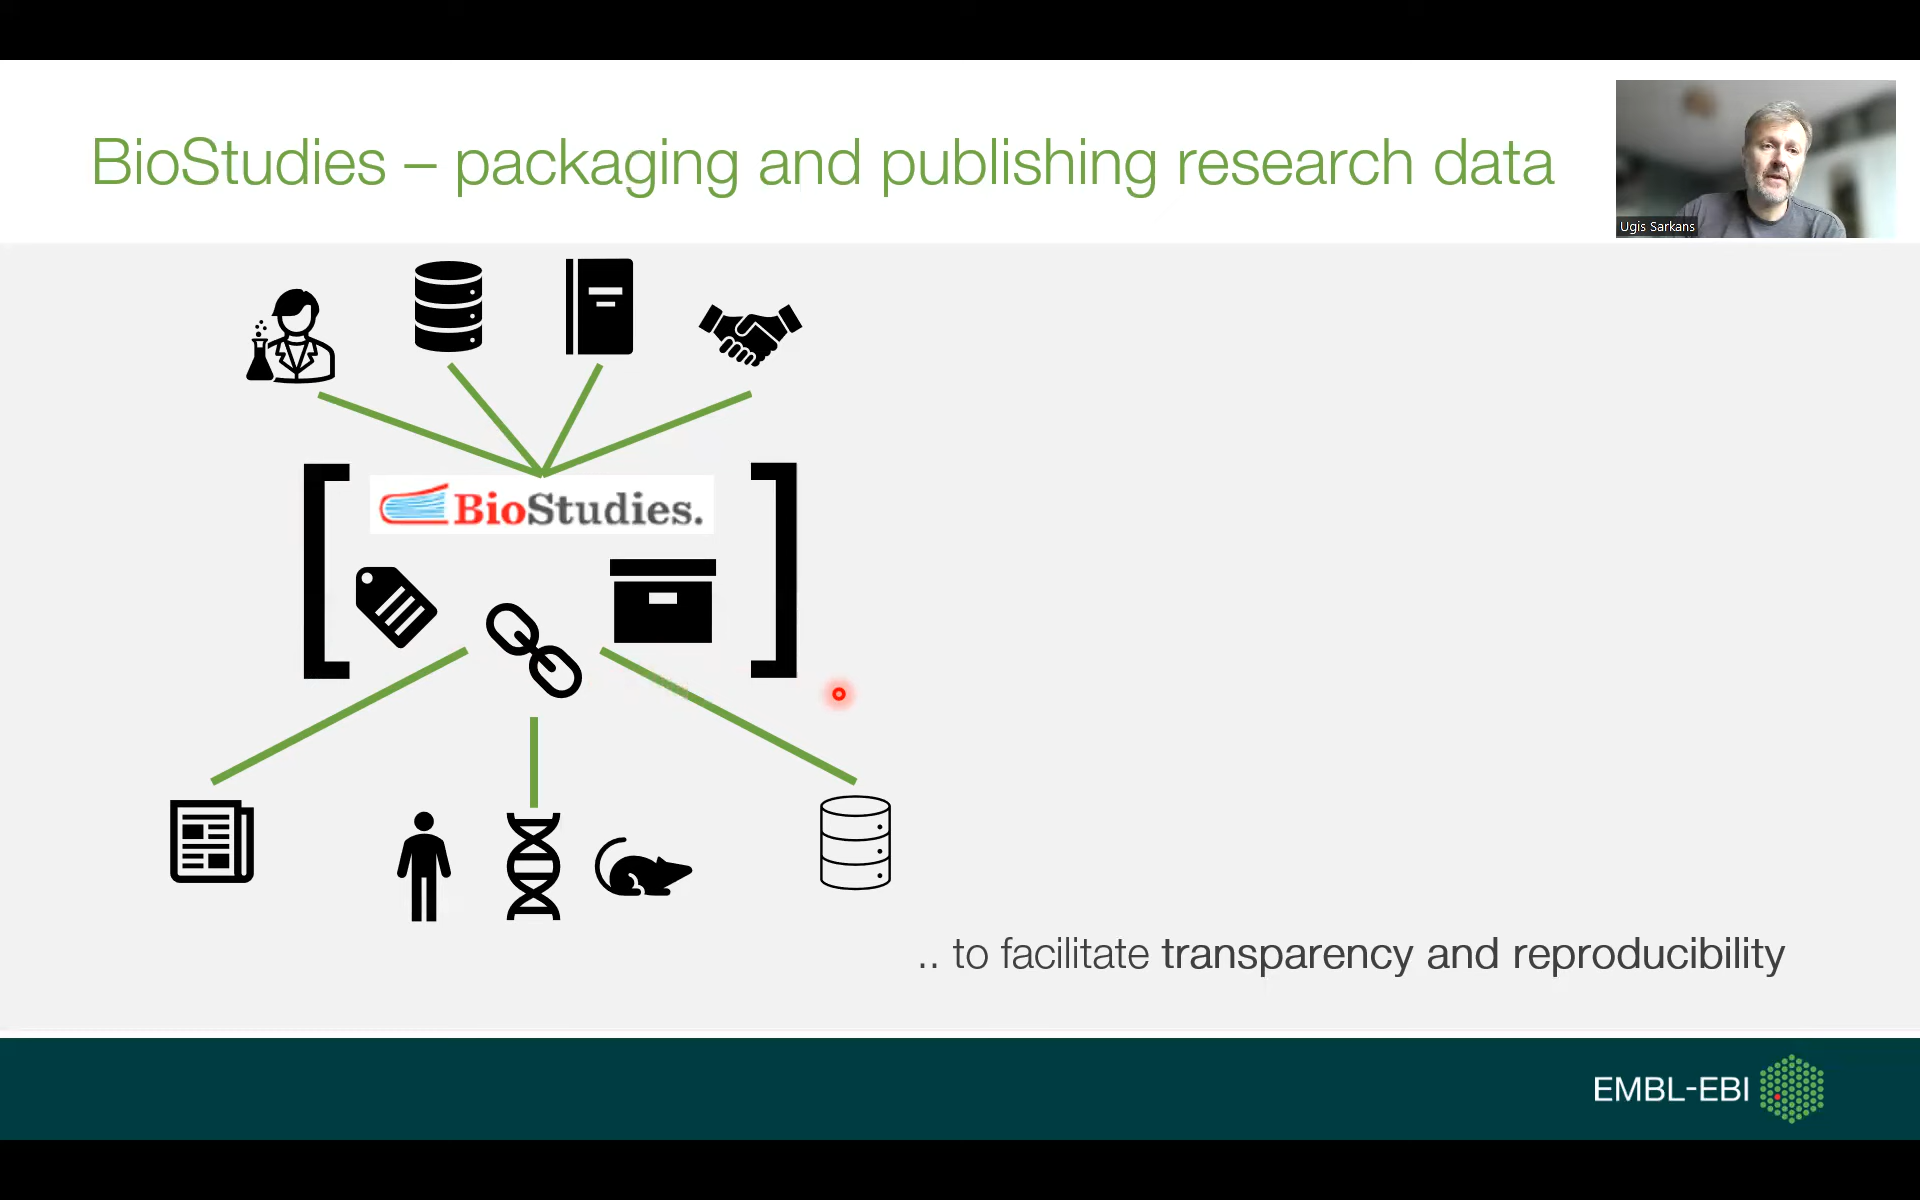 BioStudies – packaging and publishing research data
Ugis Sarkans
BioStudies.
.. to facilitate transparency and reproducibility
EMBL-EBI